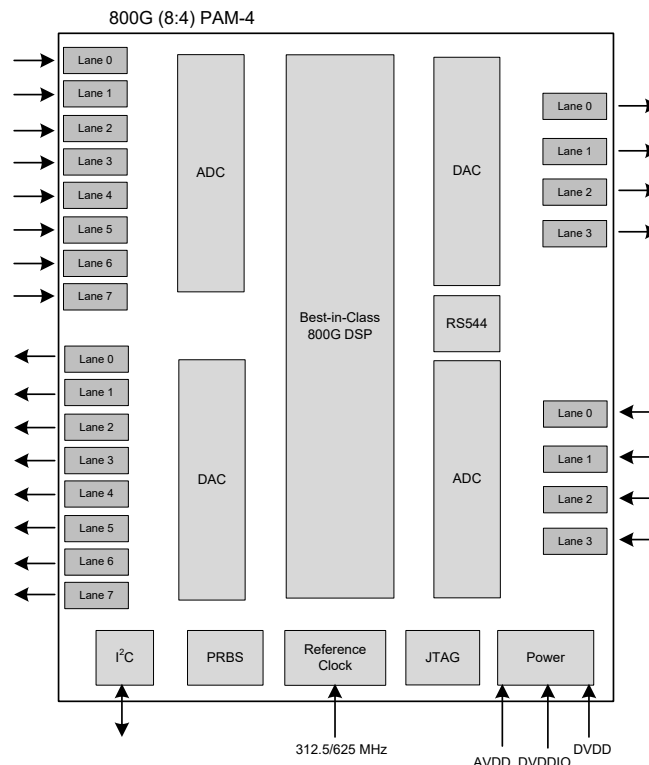 800G (8:4) PAM-4
Lane 0
Lane 1
Lane 2
Lane 3
Lane 4
Lane 5
Lane 6
Lane 7
ADC
Best-in-Class
800G DSP
DAC
Lane 0
Lane 1
Lane 2
Lane 3
RS544
Lane 0
Lane 1
Lane 2
Lane 3
Lane 4
Lane 5
Lane 6
Lane 7
DAC
ADC
Lane 0
Lane 1
Lane 2
Lane 3
I²C
PRBS
Reference
Clock
JTAG
Power
312.5/625 MHz
AVDD
DVDDIO
DVDD